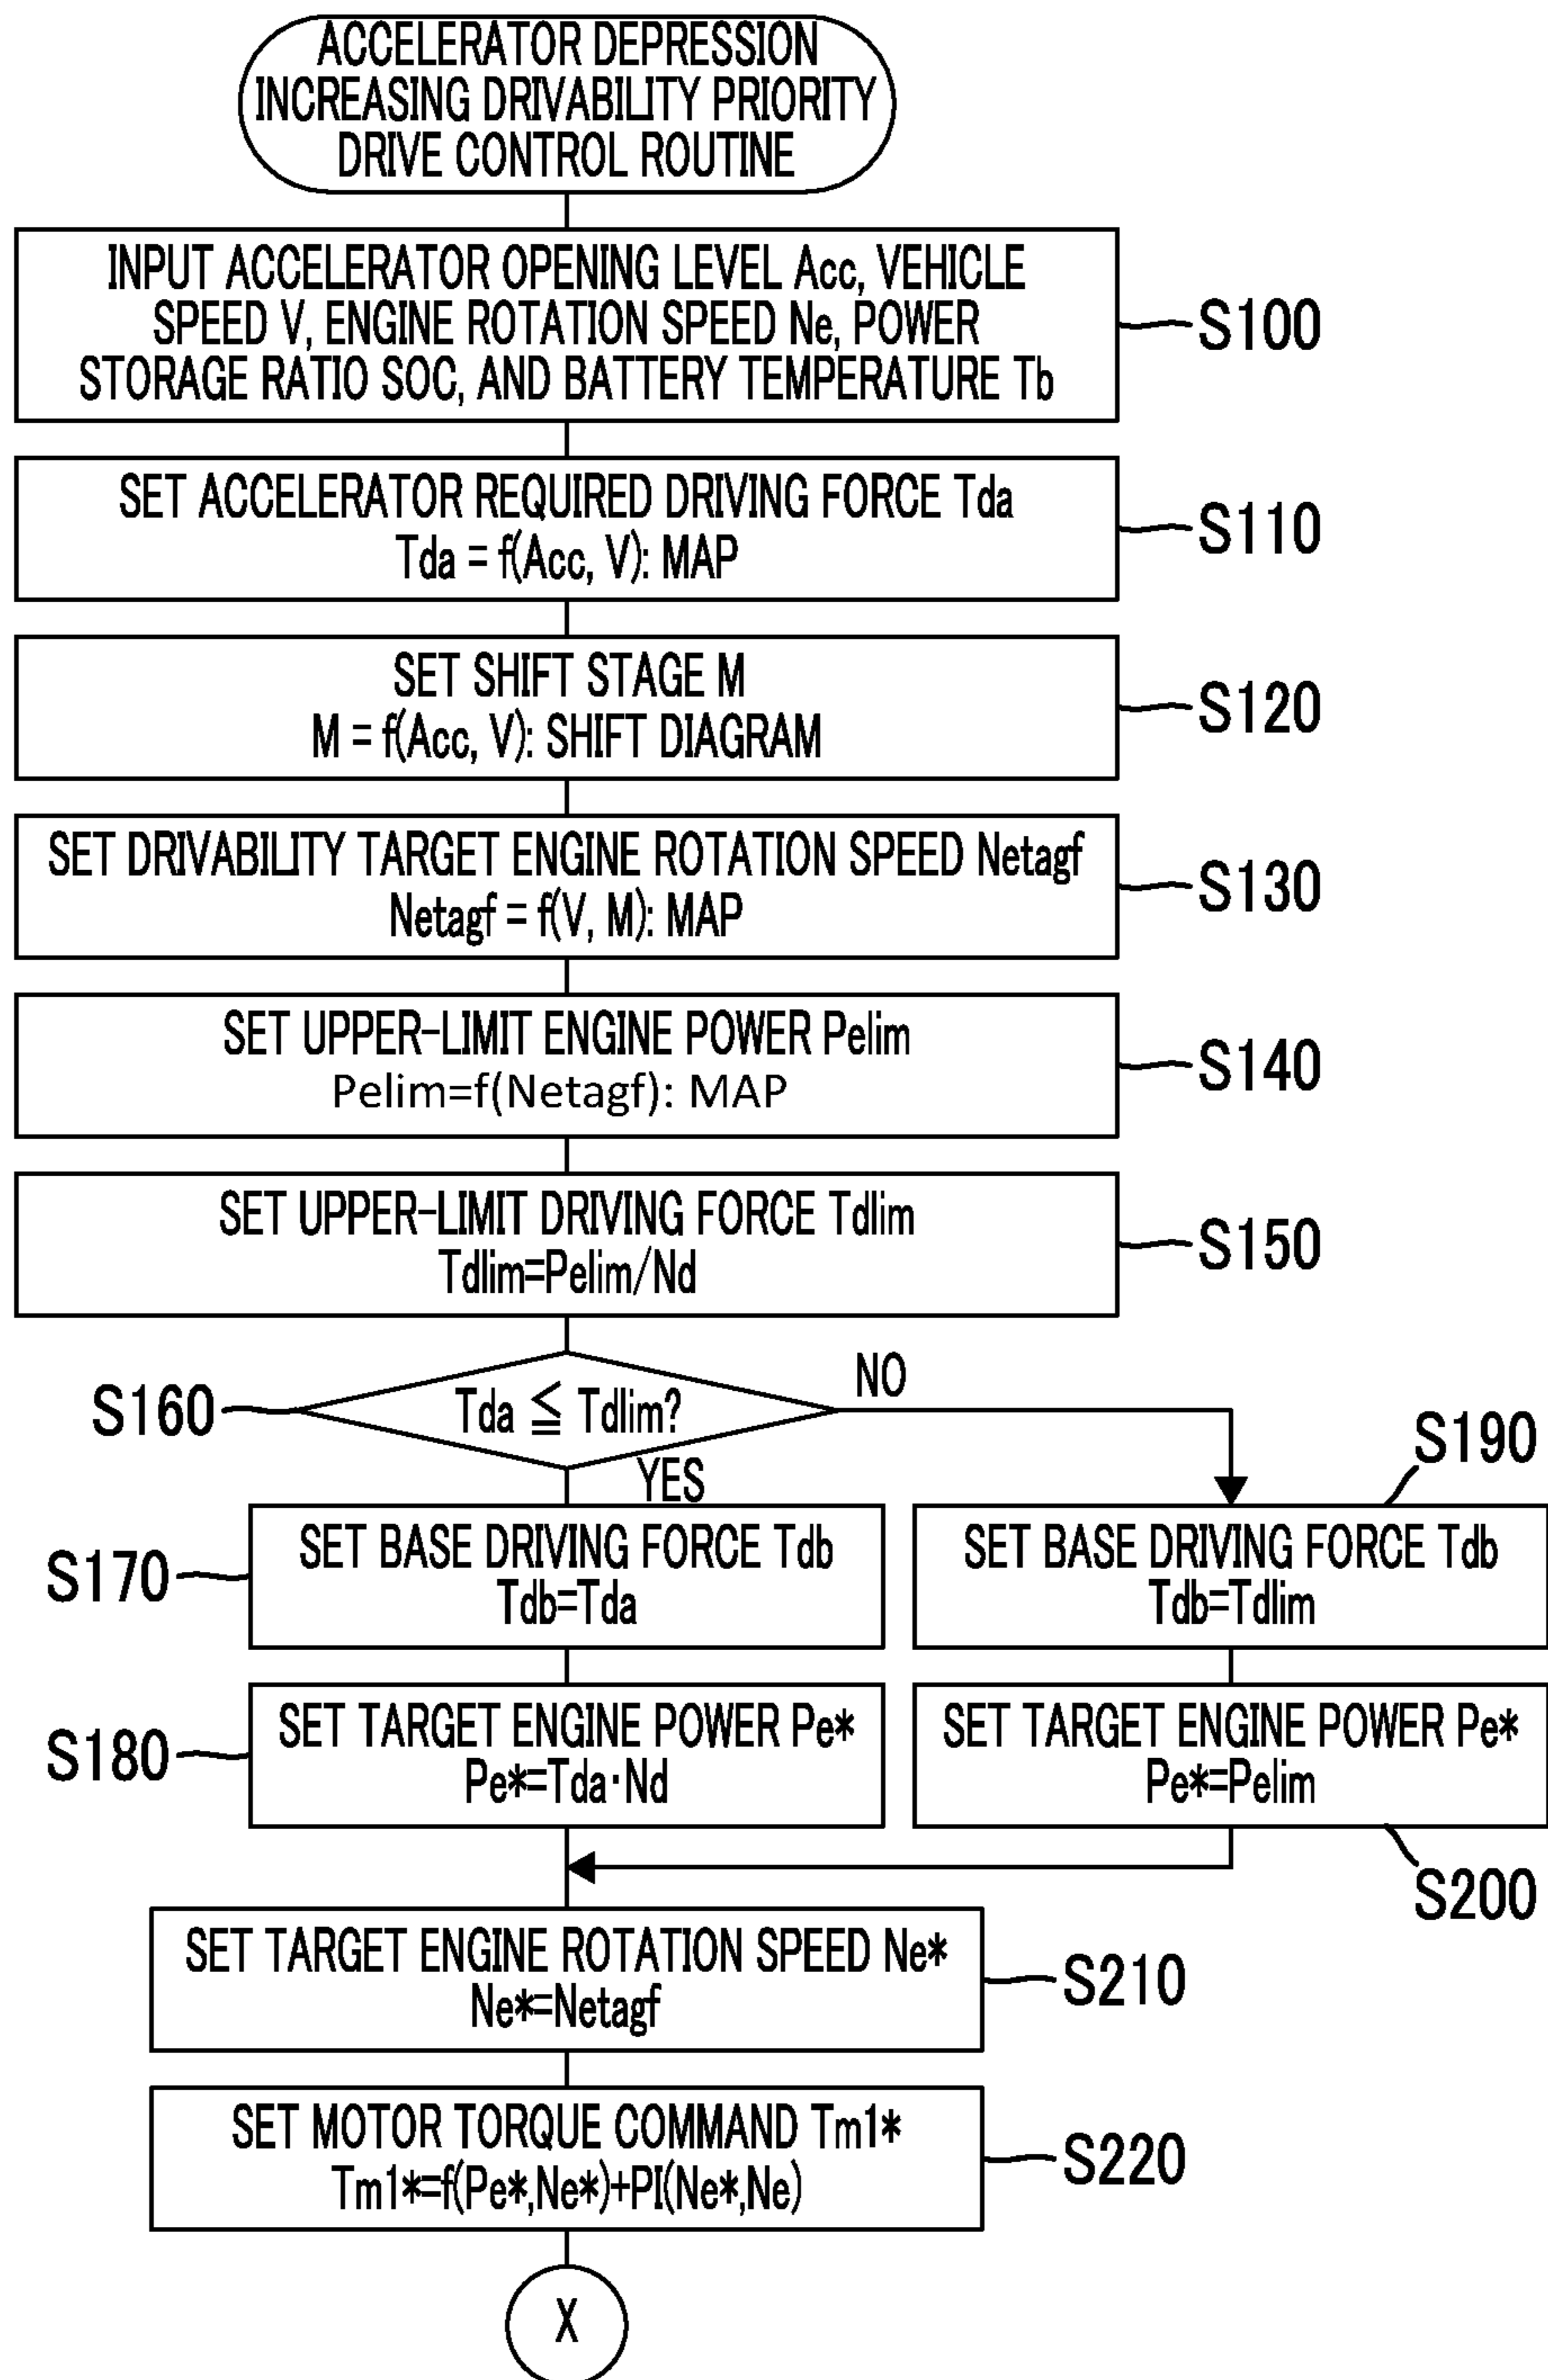 ACCELERATOR DEPRESSION
INCREASING DRIVABILITY PRIORITY
DRIVE CONTROL ROUTINE
INPUT ACCELERATOR OPENING LEVEL Acc, VEHICLE
SPEED V, ENGINE ROTATION SPEED Ne, POWER
STORAGE RATIO SOC, AND BATTERY TEMPERATURE Tb
S100
SET ACCELERATOR REQUIRED DRIVING FORCE Tda
Tda = f(Acc, V): MAP
S110
SET SHIFT STAGE M
M = f(Acc, V): SHIFT DIAGRAM
S120
SET DRIVABILITY TARGET ENGINE ROTATION SPEED Netagf
Netagf = f(V, M): MAP
S130
SET UPPER-LIMIT ENGINE POWER Pelim
Pelim=f(Netagf): MAP
S140
SET UPPER-LIMIT DRIVING FORCE Tdlim
Tdlim=Pelim/Nd
S150
S160
Tda ≦ Tdlim?
NO
YES
S170
SET BASE DRIVING FORCE Tdb
Tdb=Tda
S190
SET BASE DRIVING FORCE Tdb
Tdb=Tdlim
S180
SET TARGET ENGINE POWER Pe*
Pe*=Tda·Nd
SET TARGET ENGINE POWER Pe*
Pe*=Pelim
S200
SET TARGET ENGINE ROTATION SPEED Ne*
Ne*=Netagf
S210
SET MOTOR TORQUE COMMAND Tm1*
Tm1*=f(Pe*,Ne*)+PI(Ne*,Ne)
S220
X